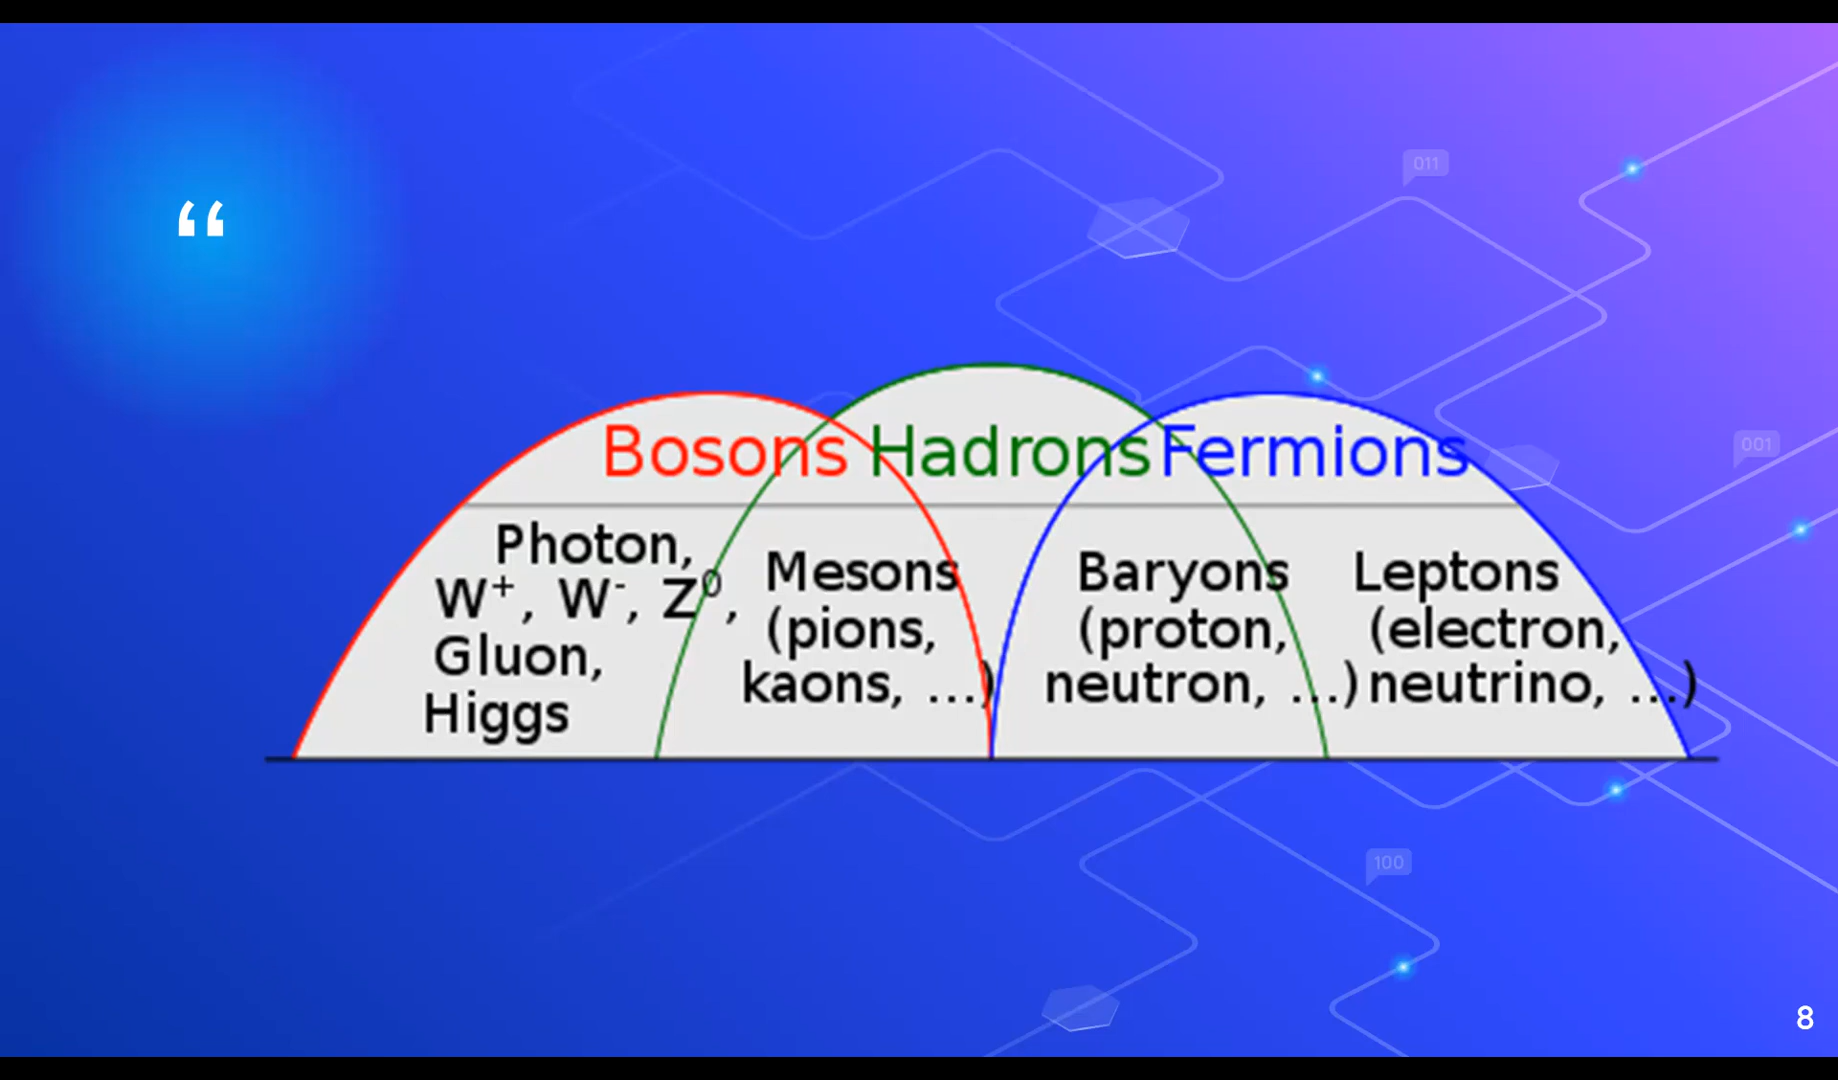 “
011
Bosons Hadrons Fermions
001
Photon,
W⁺, W⁻, Z⁰,
Gluon,
Higgs
Mesons
(pions,
kaons, ...)
Baryons
(proton,
neutron, ...)
Leptons
(electron,
neutrino, ...)
100
8